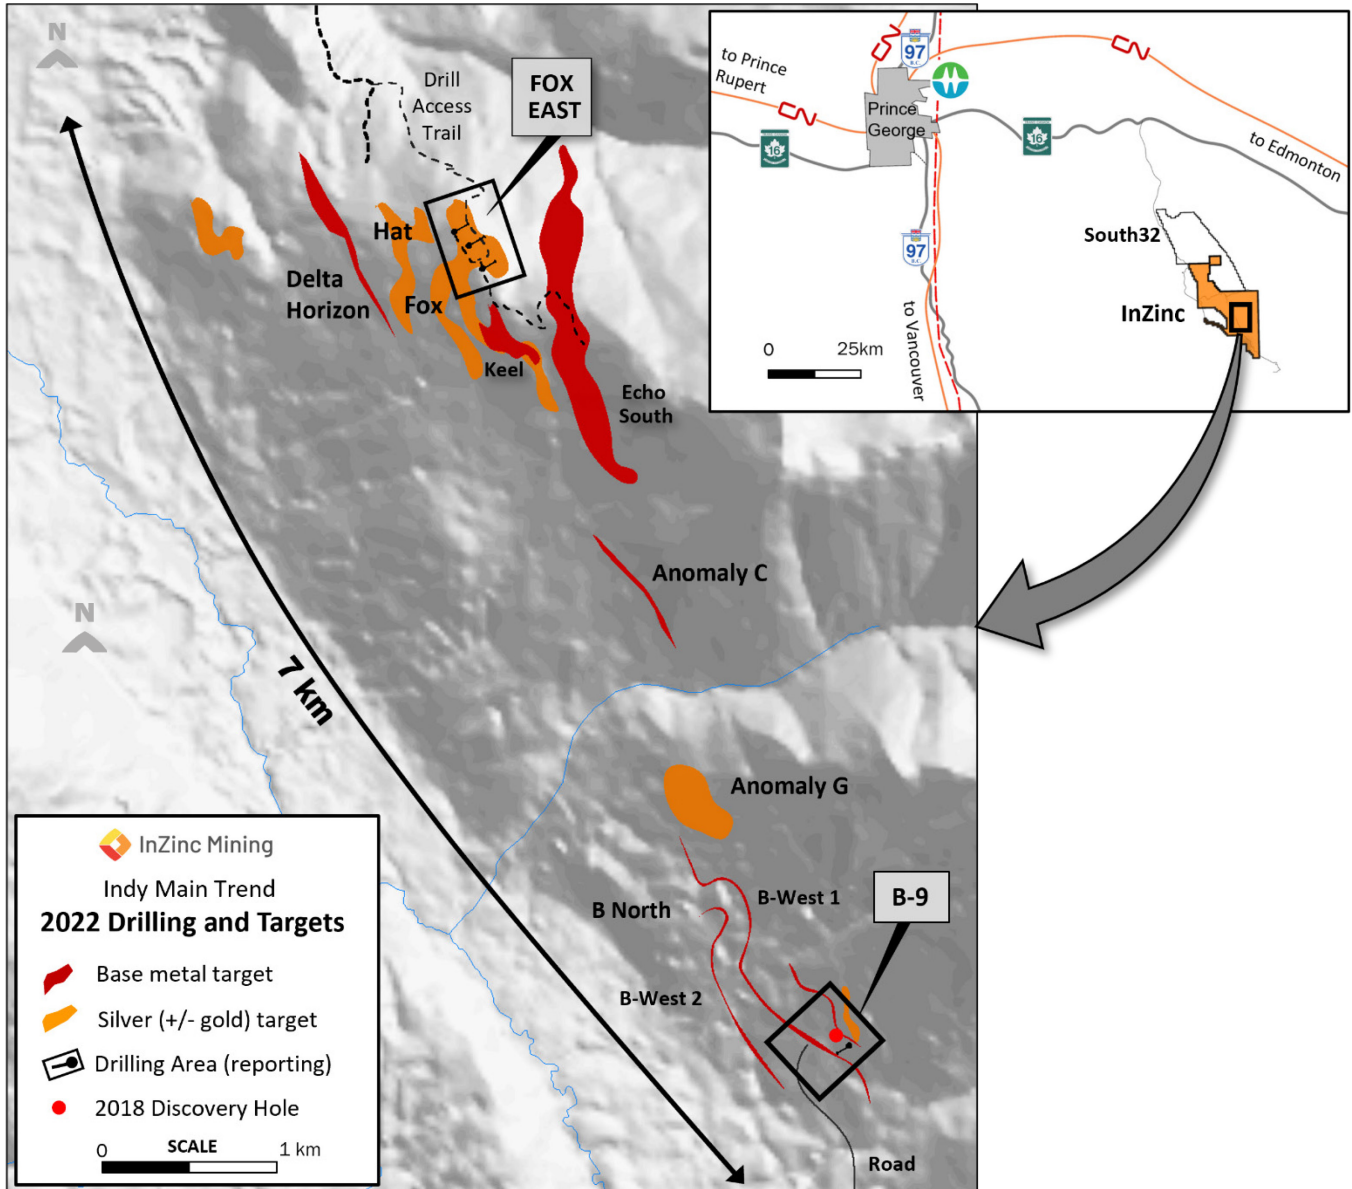 N
Drill
Access
Trail
FOX
EAST
Hat
Delta
Horizon
Fox
Keel
Echo
South
Anomaly C
N
7 km
Anomaly G
B-West 1
B North
B-9
B-West 2
Road
to Prince
Rupert
CN
97
B.C.
CN
Prince
George
16
16
to Edmonton
South32
97
B.C.
InZinc
to Vancouver
0 25km
CN
InZinc Mining
Indy Main Trend
2022 Drilling and Targets
Base metal target
Silver (+/- gold) target
Drilling Area (reporting)
2018 Discovery Hole
0 SCALE 1 km